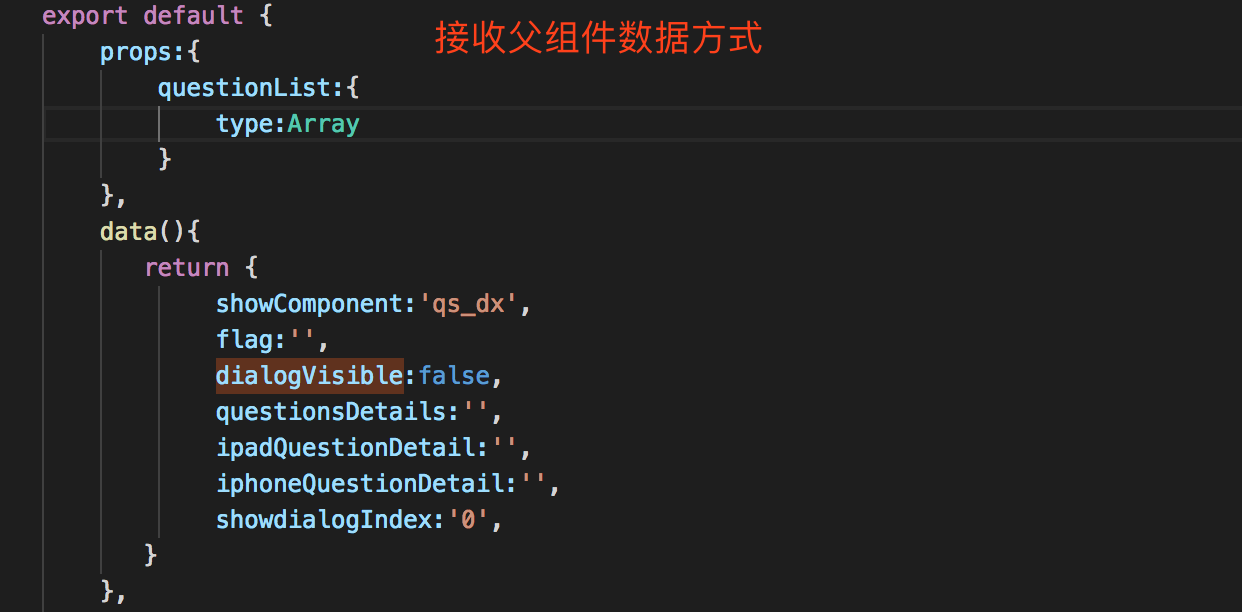 export default {
接收父组件数据方式
props:{
questionList:{
type:Array
}
},
data(){
return {
showComponent:'qs_dx',
flag:'',
dialogVisible:false,
questionsDetails:'',
ipadQuestionDetail:'',
iphoneQuestionDetail:'',
showdialogIndex:'0',
}
},